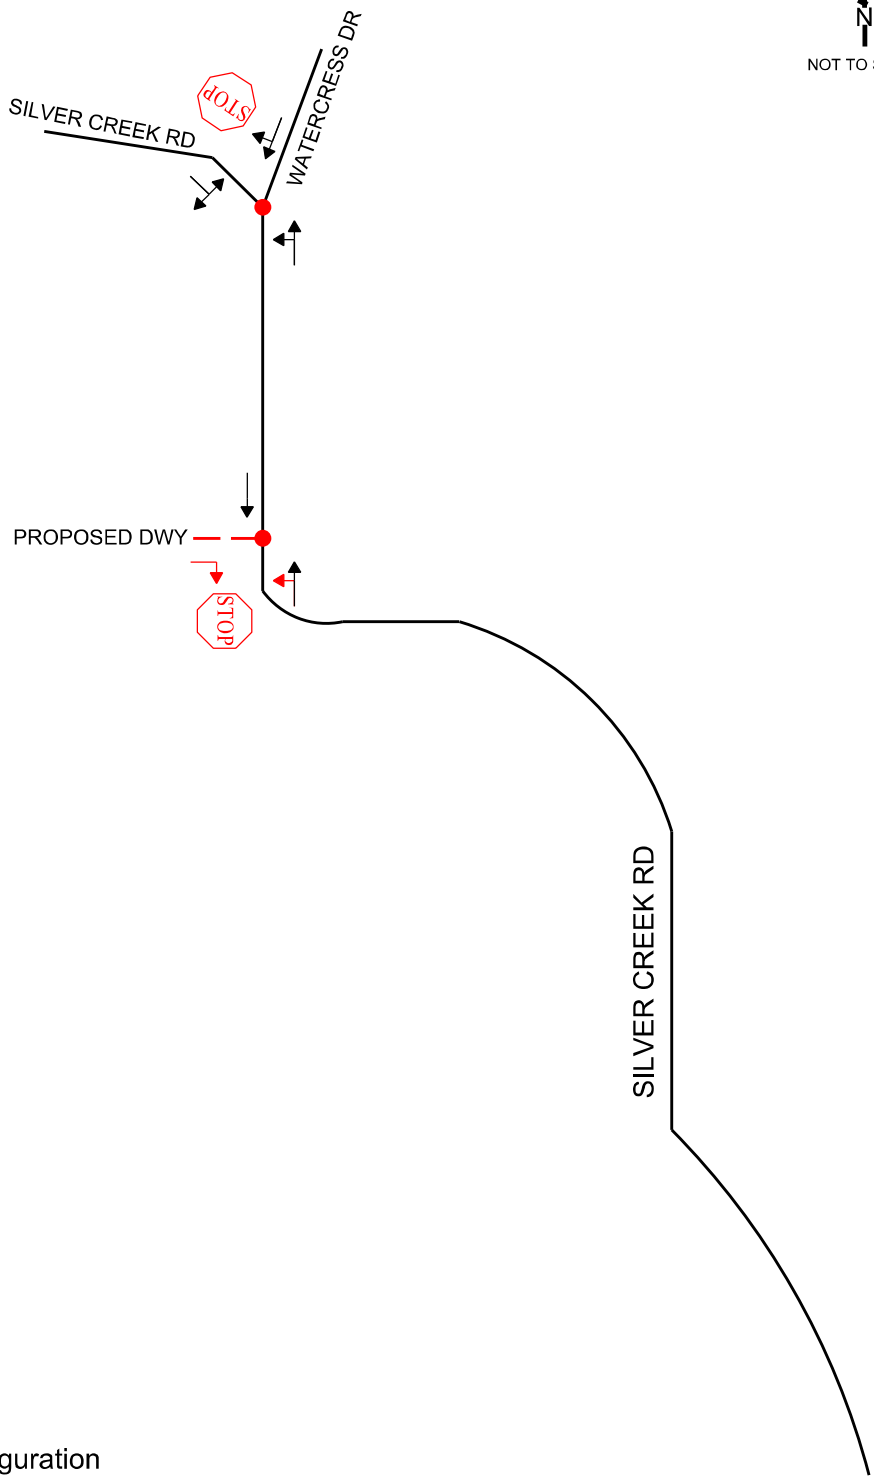 N
NOT TO
SILVER CREEK RD
WATERCRESS DR
STOP
PROPOSED DWY
STOP
SILVER CREEK RD
guration